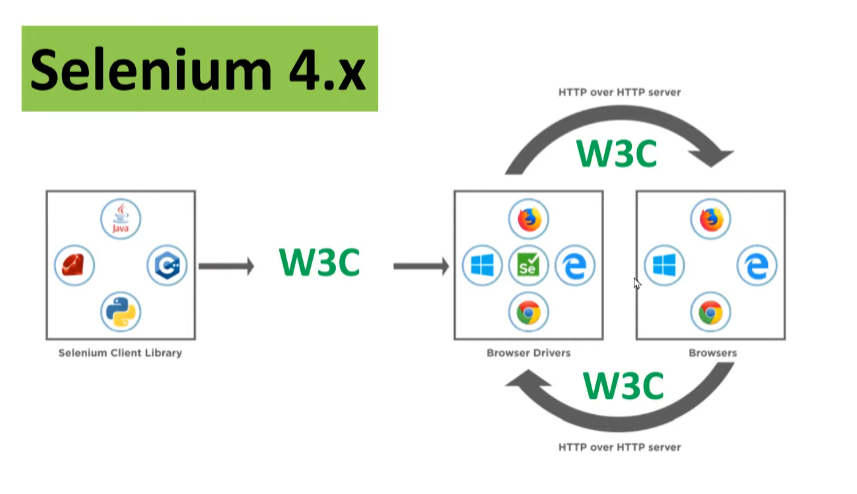 Selenium 4.x
HTTP over HTTP server
W3C
Java
C++
W3C
Se
Selenium Client Library
Browser Drivers
Browsers
W3C
HTTP over HTTP server